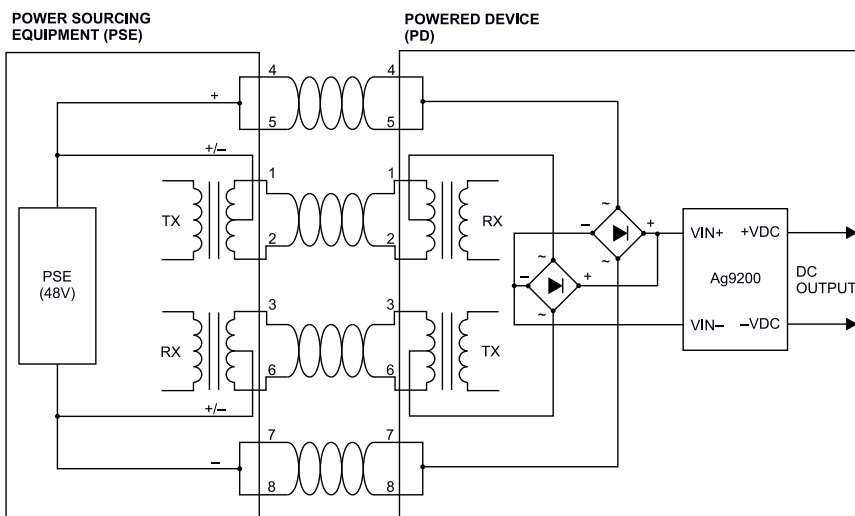 POWER SOURCING
EQUIPMENT (PSE)
POWERED DEVICE
(PD)
4
4
+
5
5
+/–
1
1
TX
RX
2
2
PSE
(48V)
3
3
RX
TX
6
6
+/–
7
7
–
8
8
~
– +
~
~
– +
~
VIN+ +VDC
Ag9200
VIN– –VDC
DC
OUTPUT